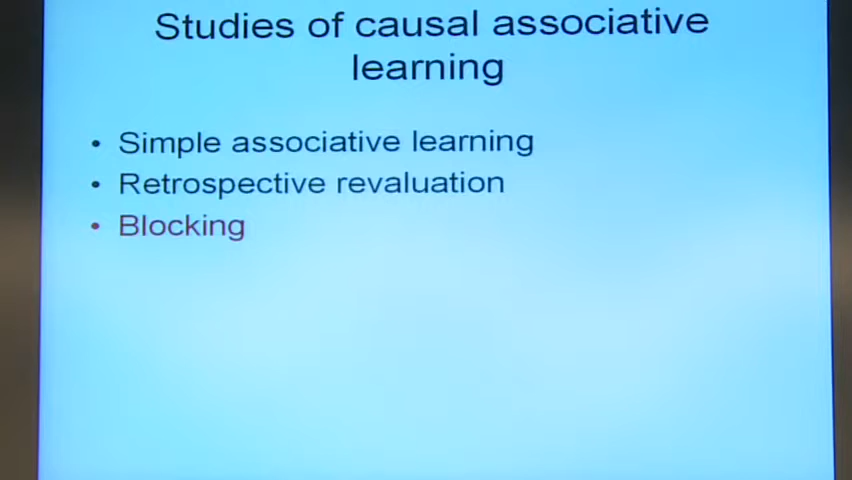 Studies of causal associative
learning
• Simple associative learning
• Retrospective revaluation
• Blocking